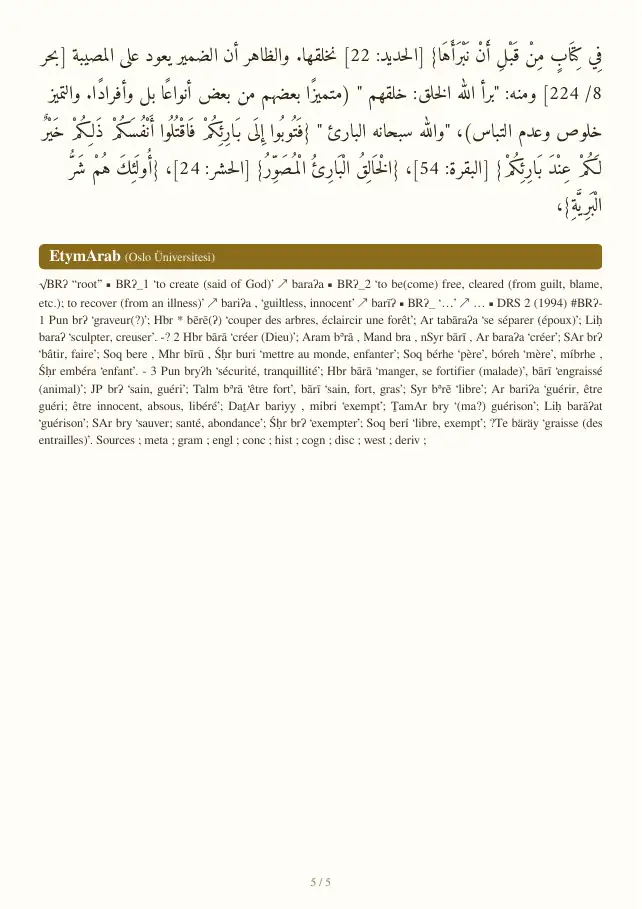 فِي كِتَابٍ مِنْ قَبْلِ أَنْ نَبْرَأَهَا} [الحديد: 22] نخلقها. والظاهر أن الضمير يعود على المصيبة [بحر
8/ 224] ومنه: "برأ الله الخلق: خلقهم " (متميزًا بعضهم من بعض أنواعًا بل وأفرادًا. والتميز
خلوص وعدم التباس)، "والله سبحانه البارئ " {فَتُوبُوا إِلَى بَارِئِكُمْ فَاقْتُلُوا أَنْفُسَكُمْ ذَلِكُمْ خَيْرٌ
لَكُمْ عِنْدَ بَارِئِكُمْ} [البقرة: 54]، {الْخَالِقُ الْبَارِئُ الْمُصَوِّرُ} [الحشر: 24]، {أُولَئِكَ هُمْ شَرُّ
الْبَرِيَّةِ}،
EtymArab (Oslo Üniversitesi)
√BRʔ “root” ▪ BRʔ_1 ‘to create (said of God)’ ↗ baraʔa ▪ BRʔ_2 ‘to be(come) free, cleared (from guilt, blame,
etc.); to recover (from an illness)’ ↗ bariʔa , ‘guiltless, innocent’ ↗ barīʔ ▪ BRʔ_ ‘…’ ↗ … ▪ DRS 2 (1994) #BRʔ-
1 Pun brʔ ‘graveur(?)’; Hbr * bērē(ʔ) ‘couper des arbres, éclaircir une forêt’; Ar tabāraʔa ‘se séparer (époux)’; Liḥ
baraʔ ‘sculpter, creuser’. -? 2 Hbr bārā ‘créer (Dieu)’; Aram bᵊrā , Mand bra , nSyr bārī , Ar baraʔa ‘créer’; SAr brʔ
‘bâtir, faire’; Soq bere , Mhr bīrū , Śḥr buri ‘mettre au monde, enfanter’; Soq bérhe ‘père’, bóreh ‘mère’, míbrhe ,
Śḥr embéra ‘enfant’. - 3 Pun bryʔh ‘sécurité, tranquillité’; Hbr bārā ‘manger, se fortifier (malade)’, bārī ‘engraissé
(animal)’; JP brʔ ‘sain, guéri’; Talm bᵊrā ‘être fort’, bārī ‘sain, fort, gras’; Syr bᵊrē ‘libre’; Ar bariʔa ‘guérir, être
guéri; être innocent, absous, libéré’; DaṯAr bariyy , mibri ‘exempt’; ṬamAr bry ‘(ma?) guérison’; Liḥ barāʔat
‘guérison’; SAr bry ‘sauver; santé, abondance’; Śḥr brʔ ‘exempter’; Soq berí ‘libre, exempt’; ?Te bäräy ‘graisse (des
entrailles)’. Sources ; meta ; gram ; engl ; conc ; hist ; cogn ; disc ; west ; deriv ;
5 / 5